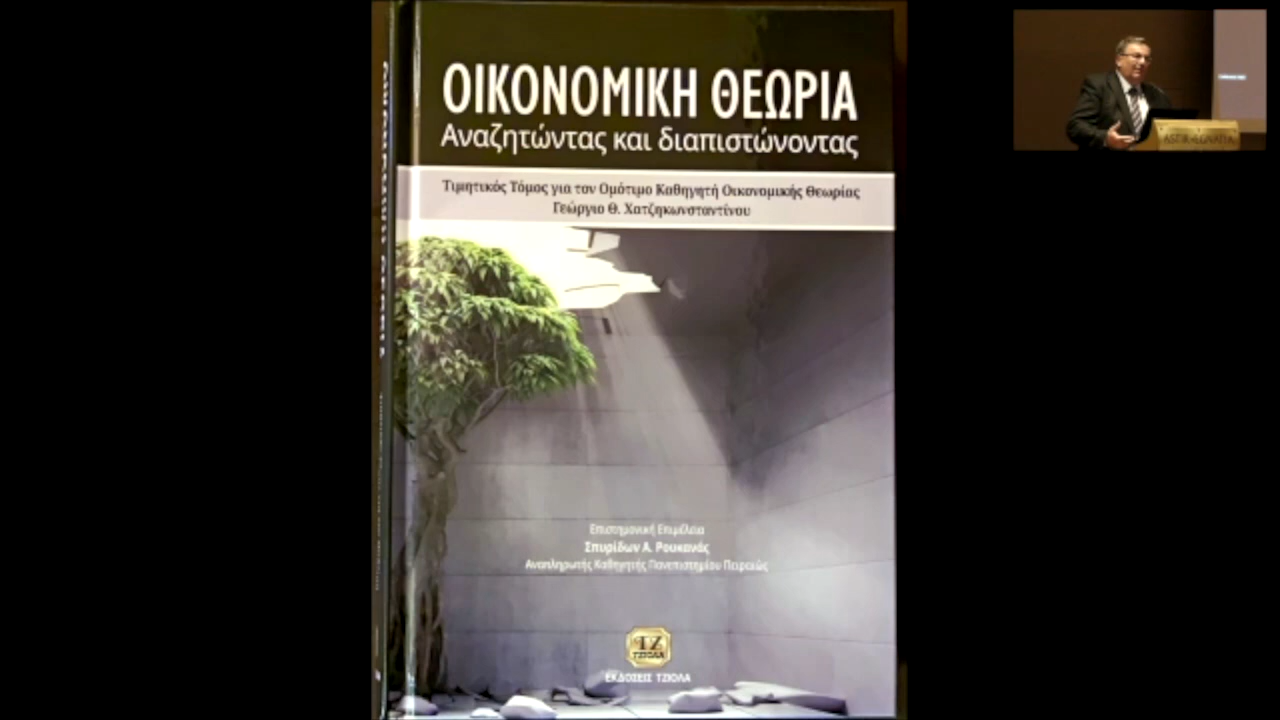 ΟΙΚΟΝΟΜΙΚΗ ΘΕΩΡΙΑ
Αναζητώντας και διαπιστώνοντας
Τιμητικός Τόμος για τον Ομότιμο Καθηγητή Οικονομικής Θεωρίας
Γεώργιο Θ. Χατζηκωνσταντίνου
Επιστημονική Επιμέλεια
Σπυρίδων Α. Ρουκανάς
Αναπληρωτής Καθηγητής Πανεπιστημίου Πειραιώς
ΤΖ
ΤΖΙΟΛΑ
ΕΚΔΟΣΕΙΣ ΤΖΙΟΛΑ